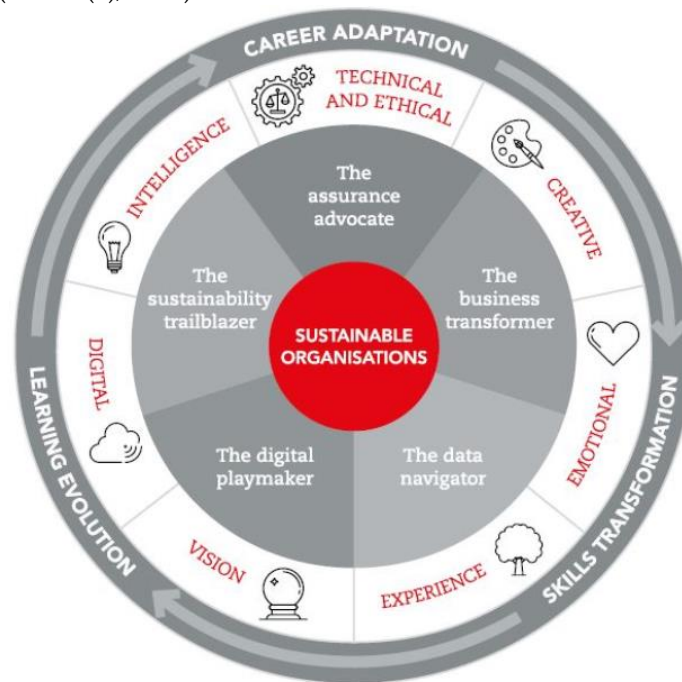 CAREER ADAPTATION
TECHNICAL
AND ETHICAL
CREATIVE
EMOTIONAL
EXPERIENCE
VISION
DIGITAL
INTELLIGENCE
SKILLS TRANSFORMATION
LEARNING EVOLUTION
The
assurance
advocate
The
business
transformer
The data
navigator
The digital
playmaker
The
sustainability
trailblazer
SUSTAINABLE
ORGANISATIONS